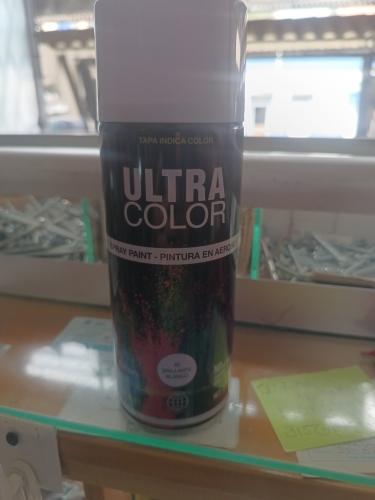 TAPA INDICA COLOR
ULTRA
COLOR
SPRAY PAINT - PINTURA EN AEROSOL
BRILLANTE
BLANCO